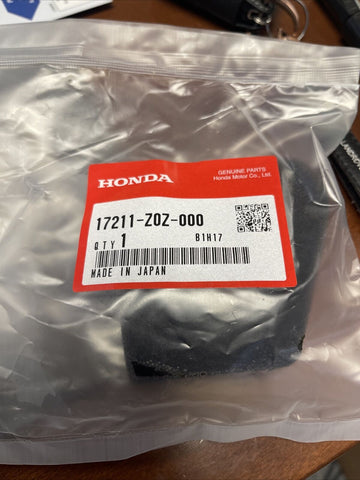 HONDA
GENUINE PARTS
Honda Motor Co., Ltd.
17211-Z0Z-000
QTY 1 B1H17
MADE IN JAPAN